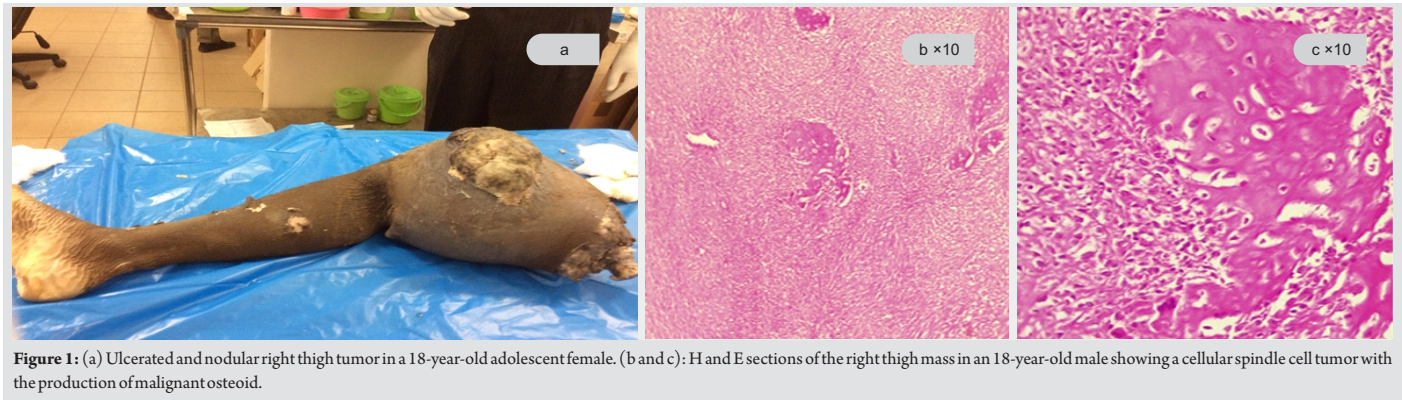 a
b ×10
c ×10
Figure 1: (a) Ulcerated and nodular right thigh tumor in a 18-year-old adolescent female. (b and c): H and E sections of the right thigh mass in an 18-year-old male showing a cellular spindle cell tumor with
the production of malignant osteoid.